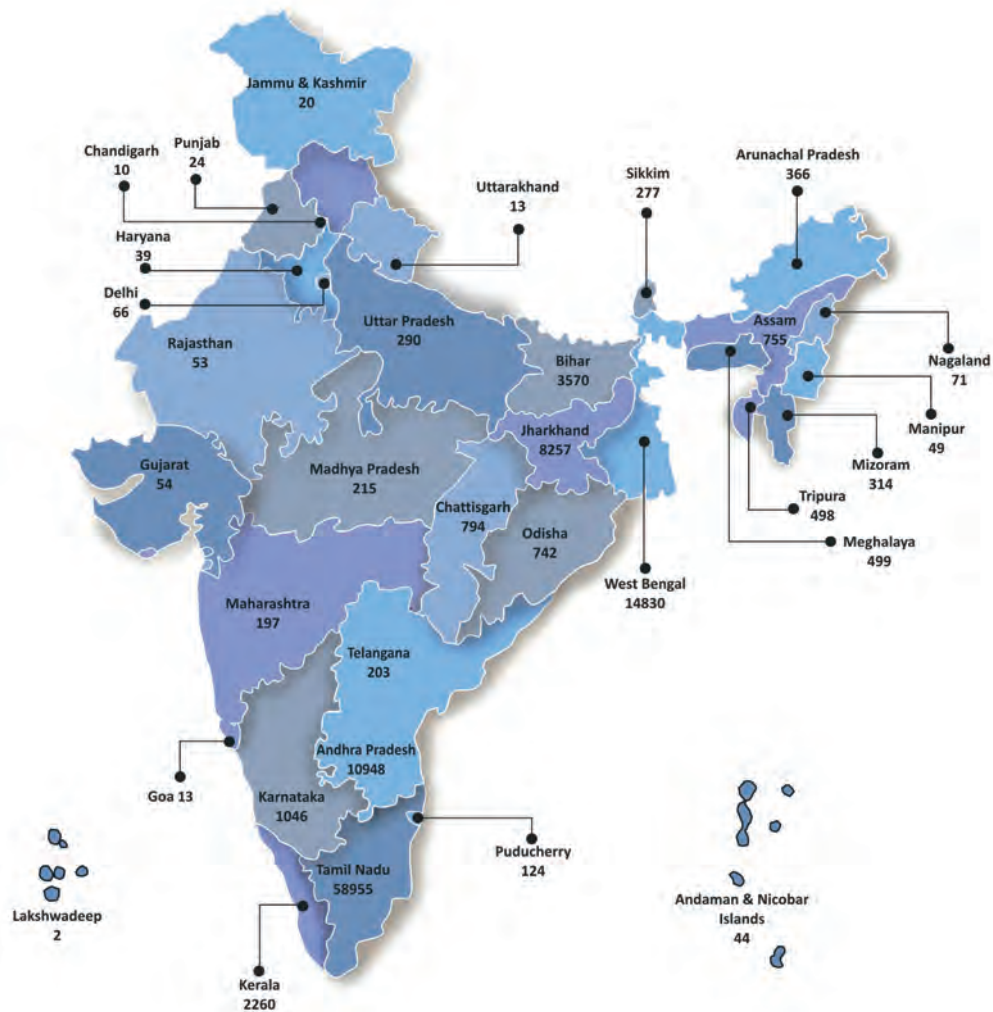 Jammu & Kashmir
20
Chandigarh
10
Punjab
24
Uttarakhand
13
Sikkim
277
Arunachal Pradesh
366
Haryana
39
Delhi
66
Rajasthan
53
Uttar Pradesh
290
Bihar
3570
Assam
755
Nagaland
71
Manipur
49
Mizoram
314
Tripura
498
Meghalaya
499
Jharkhand
8257
Gujarat
54
Madhya Pradesh
215
Chattisgarh
794
Odisha
742
West Bengal
14830
Maharashtra
197
Telangana
203
Andhra Pradesh
10948
Goa 13
Karnataka
1046
Puducherry
124
Tamil Nadu
58955
Lakshwadeep
2
Andaman & Nicobar
Islands
44
Kerala
2260